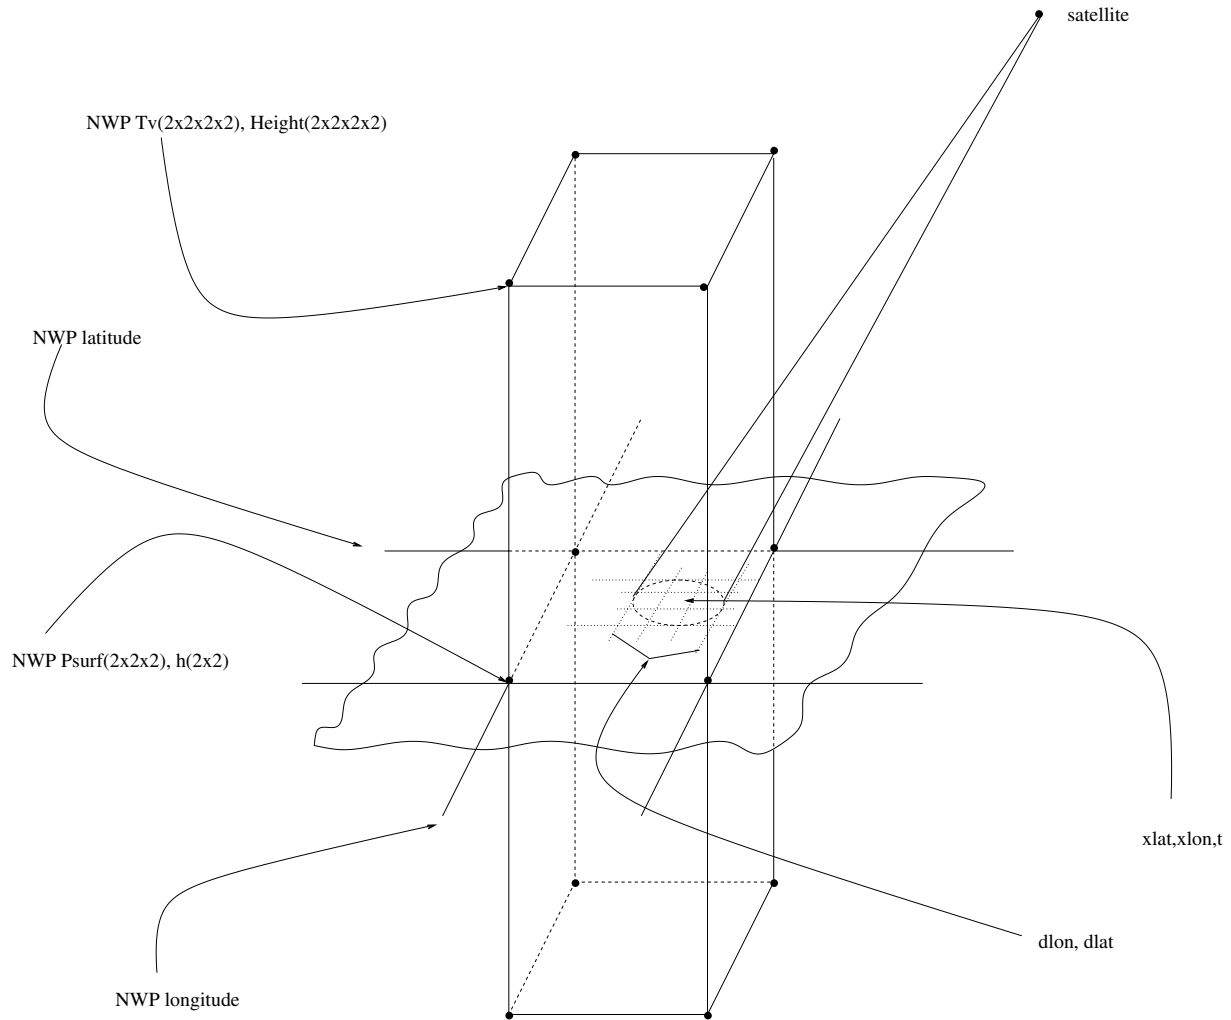 satellite
NWP Tv(2x2x2x2), Height(2x2x2x2)
NWP latitude
NWP Psurf(2x2x2), h(2x2)
xlat,xlon,t
dlon, dlat
NWP longitude